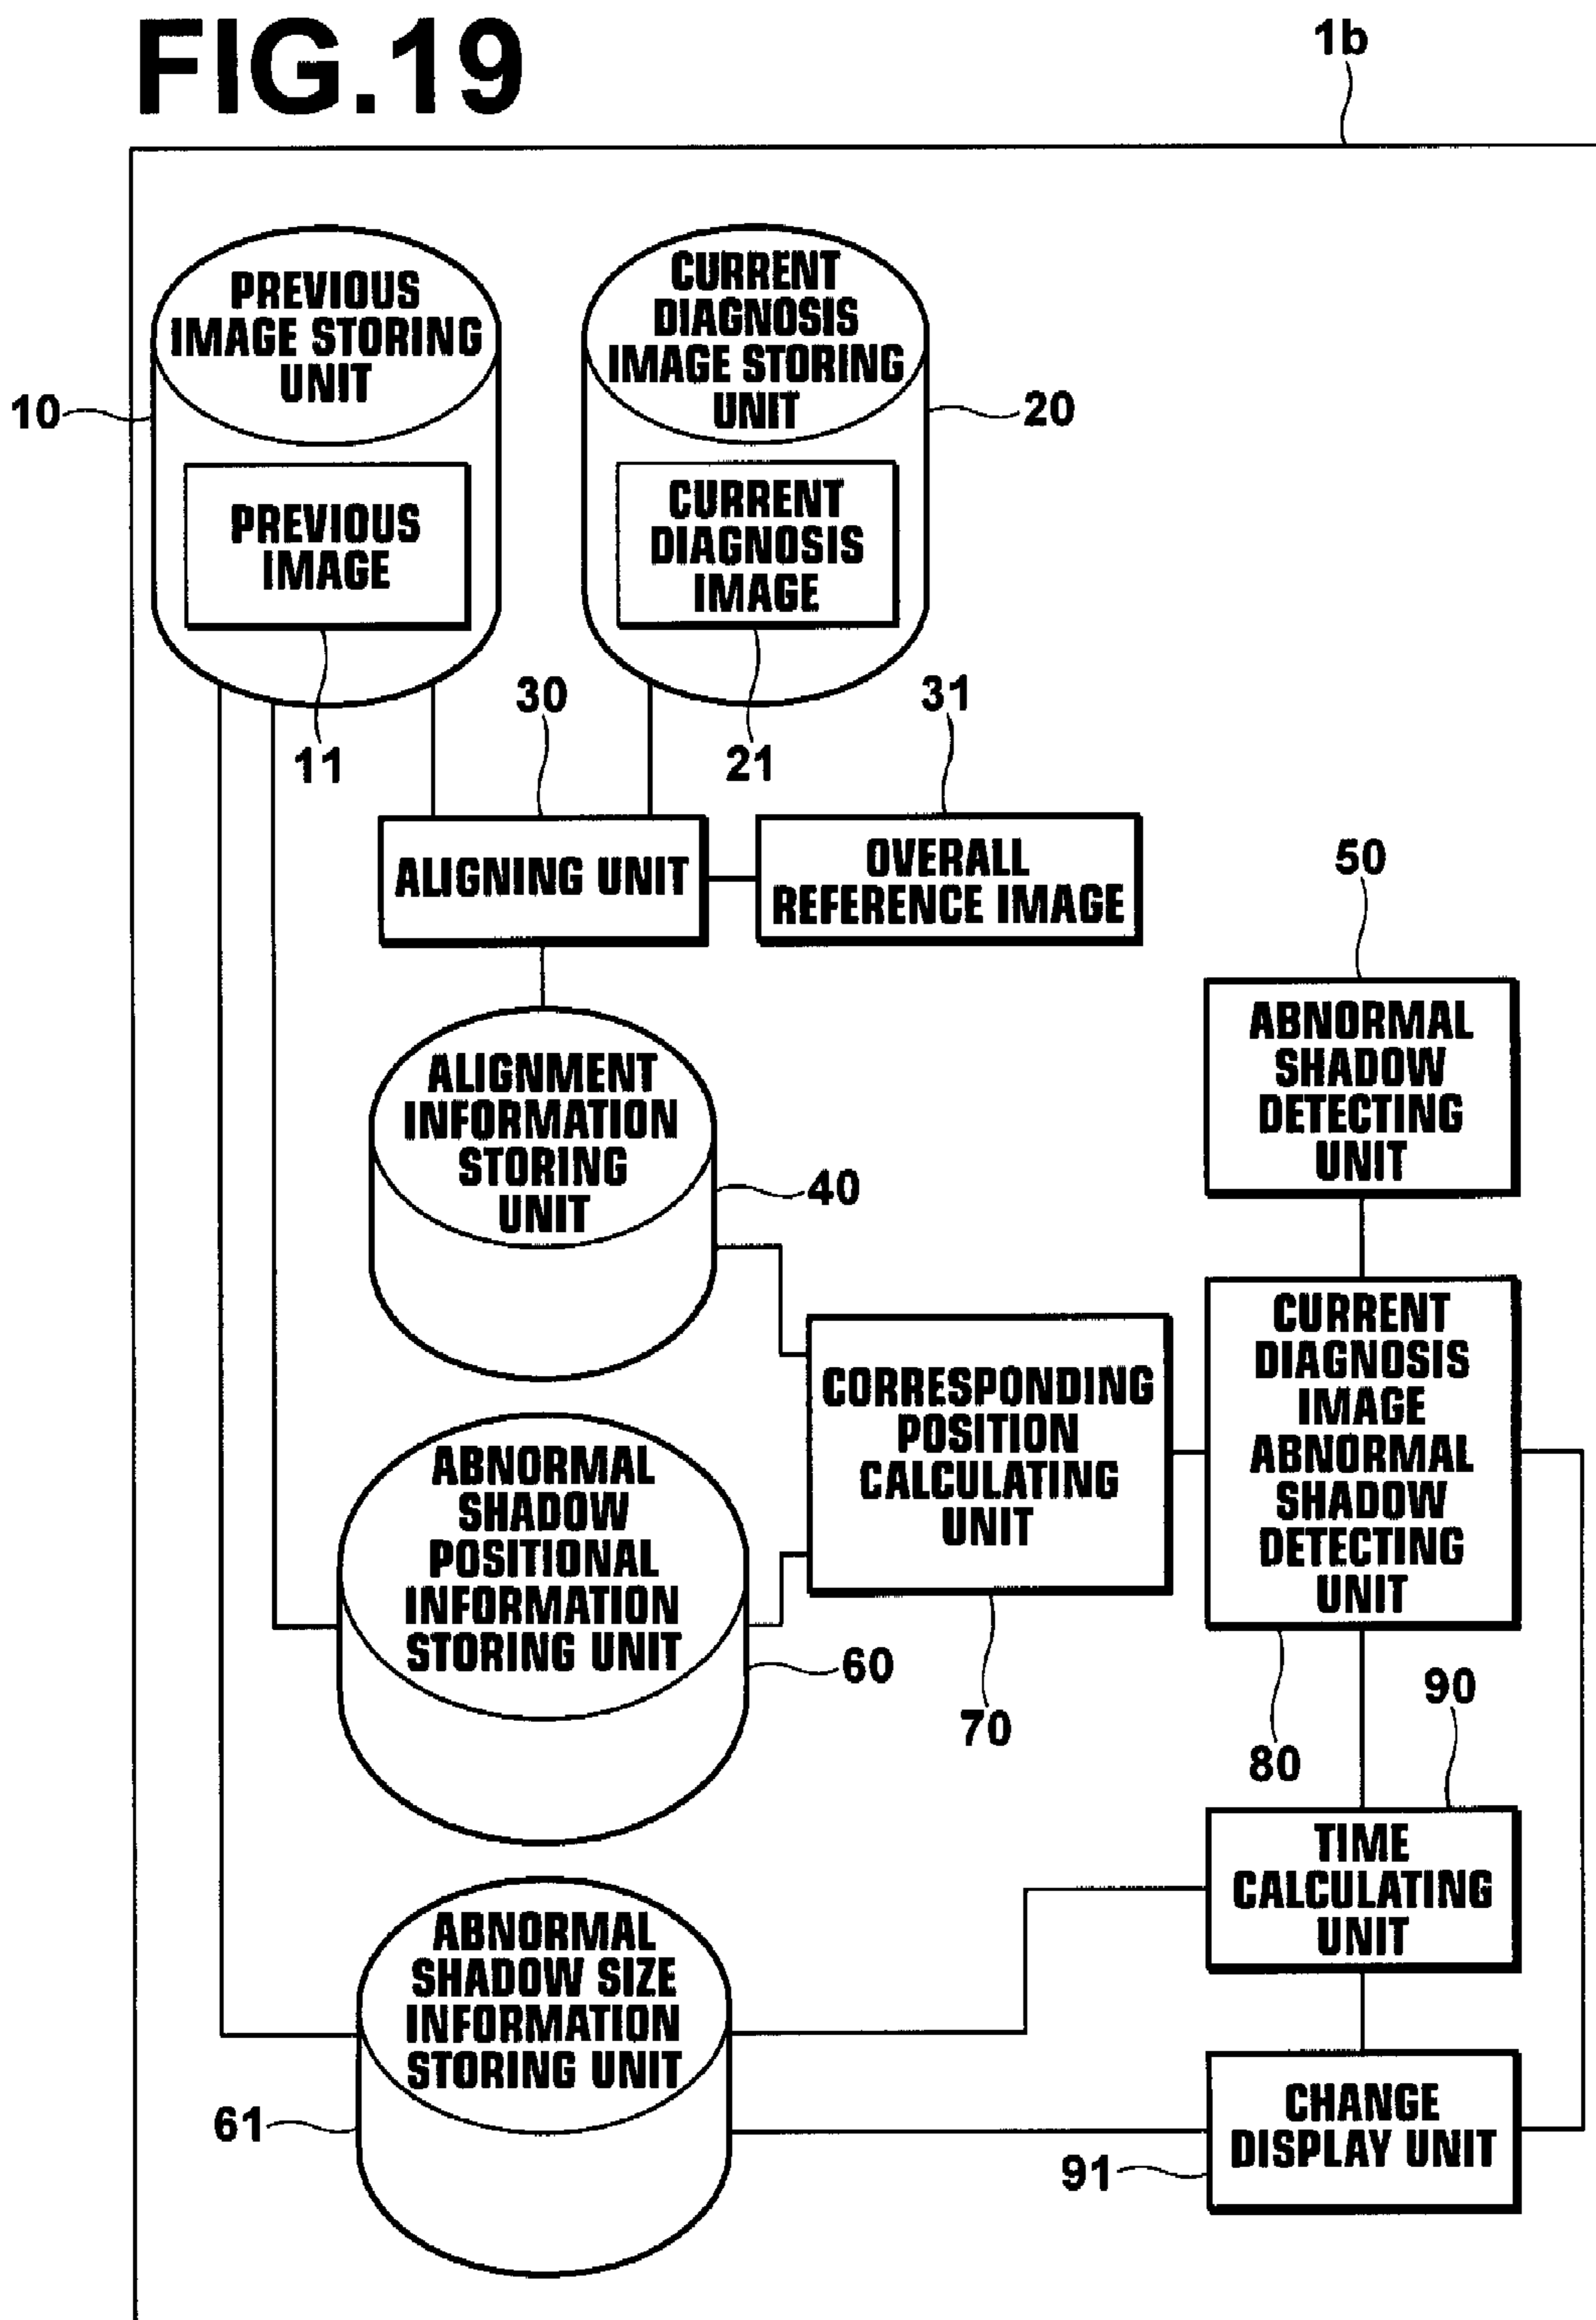 FIG.19
1b
PREVIOUS
IMAGE STORING
UNIT
CURRENT
DIAGNOSIS
IMAGE STORING
UNIT
10
20
PREVIOUS
IMAGE
CURRENT
DIAGNOSIS
IMAGE
11
30
21
31
ALIGNING UNIT
OVERALL
REFERENCE IMAGE
50
ABNORMAL
SHADOW
DETECTING
UNIT
ALIGNMENT
INFORMATION
STORING
UNIT
40
CORRESPONDING
POSITION
CALCULATING
UNIT
CURRENT
DIAGNOSIS
IMAGE
ABNORMAL
SHADOW
DETECTING
UNIT
ABNORMAL
SHADOW
POSITIONAL
INFORMATION
STORING UNIT
60
70
80
90
TIME
CALCULATING
UNIT
ABNORMAL
SHADOW SIZE
INFORMATION
STORING UNIT
61
91
CHANGE
DISPLAY UNIT